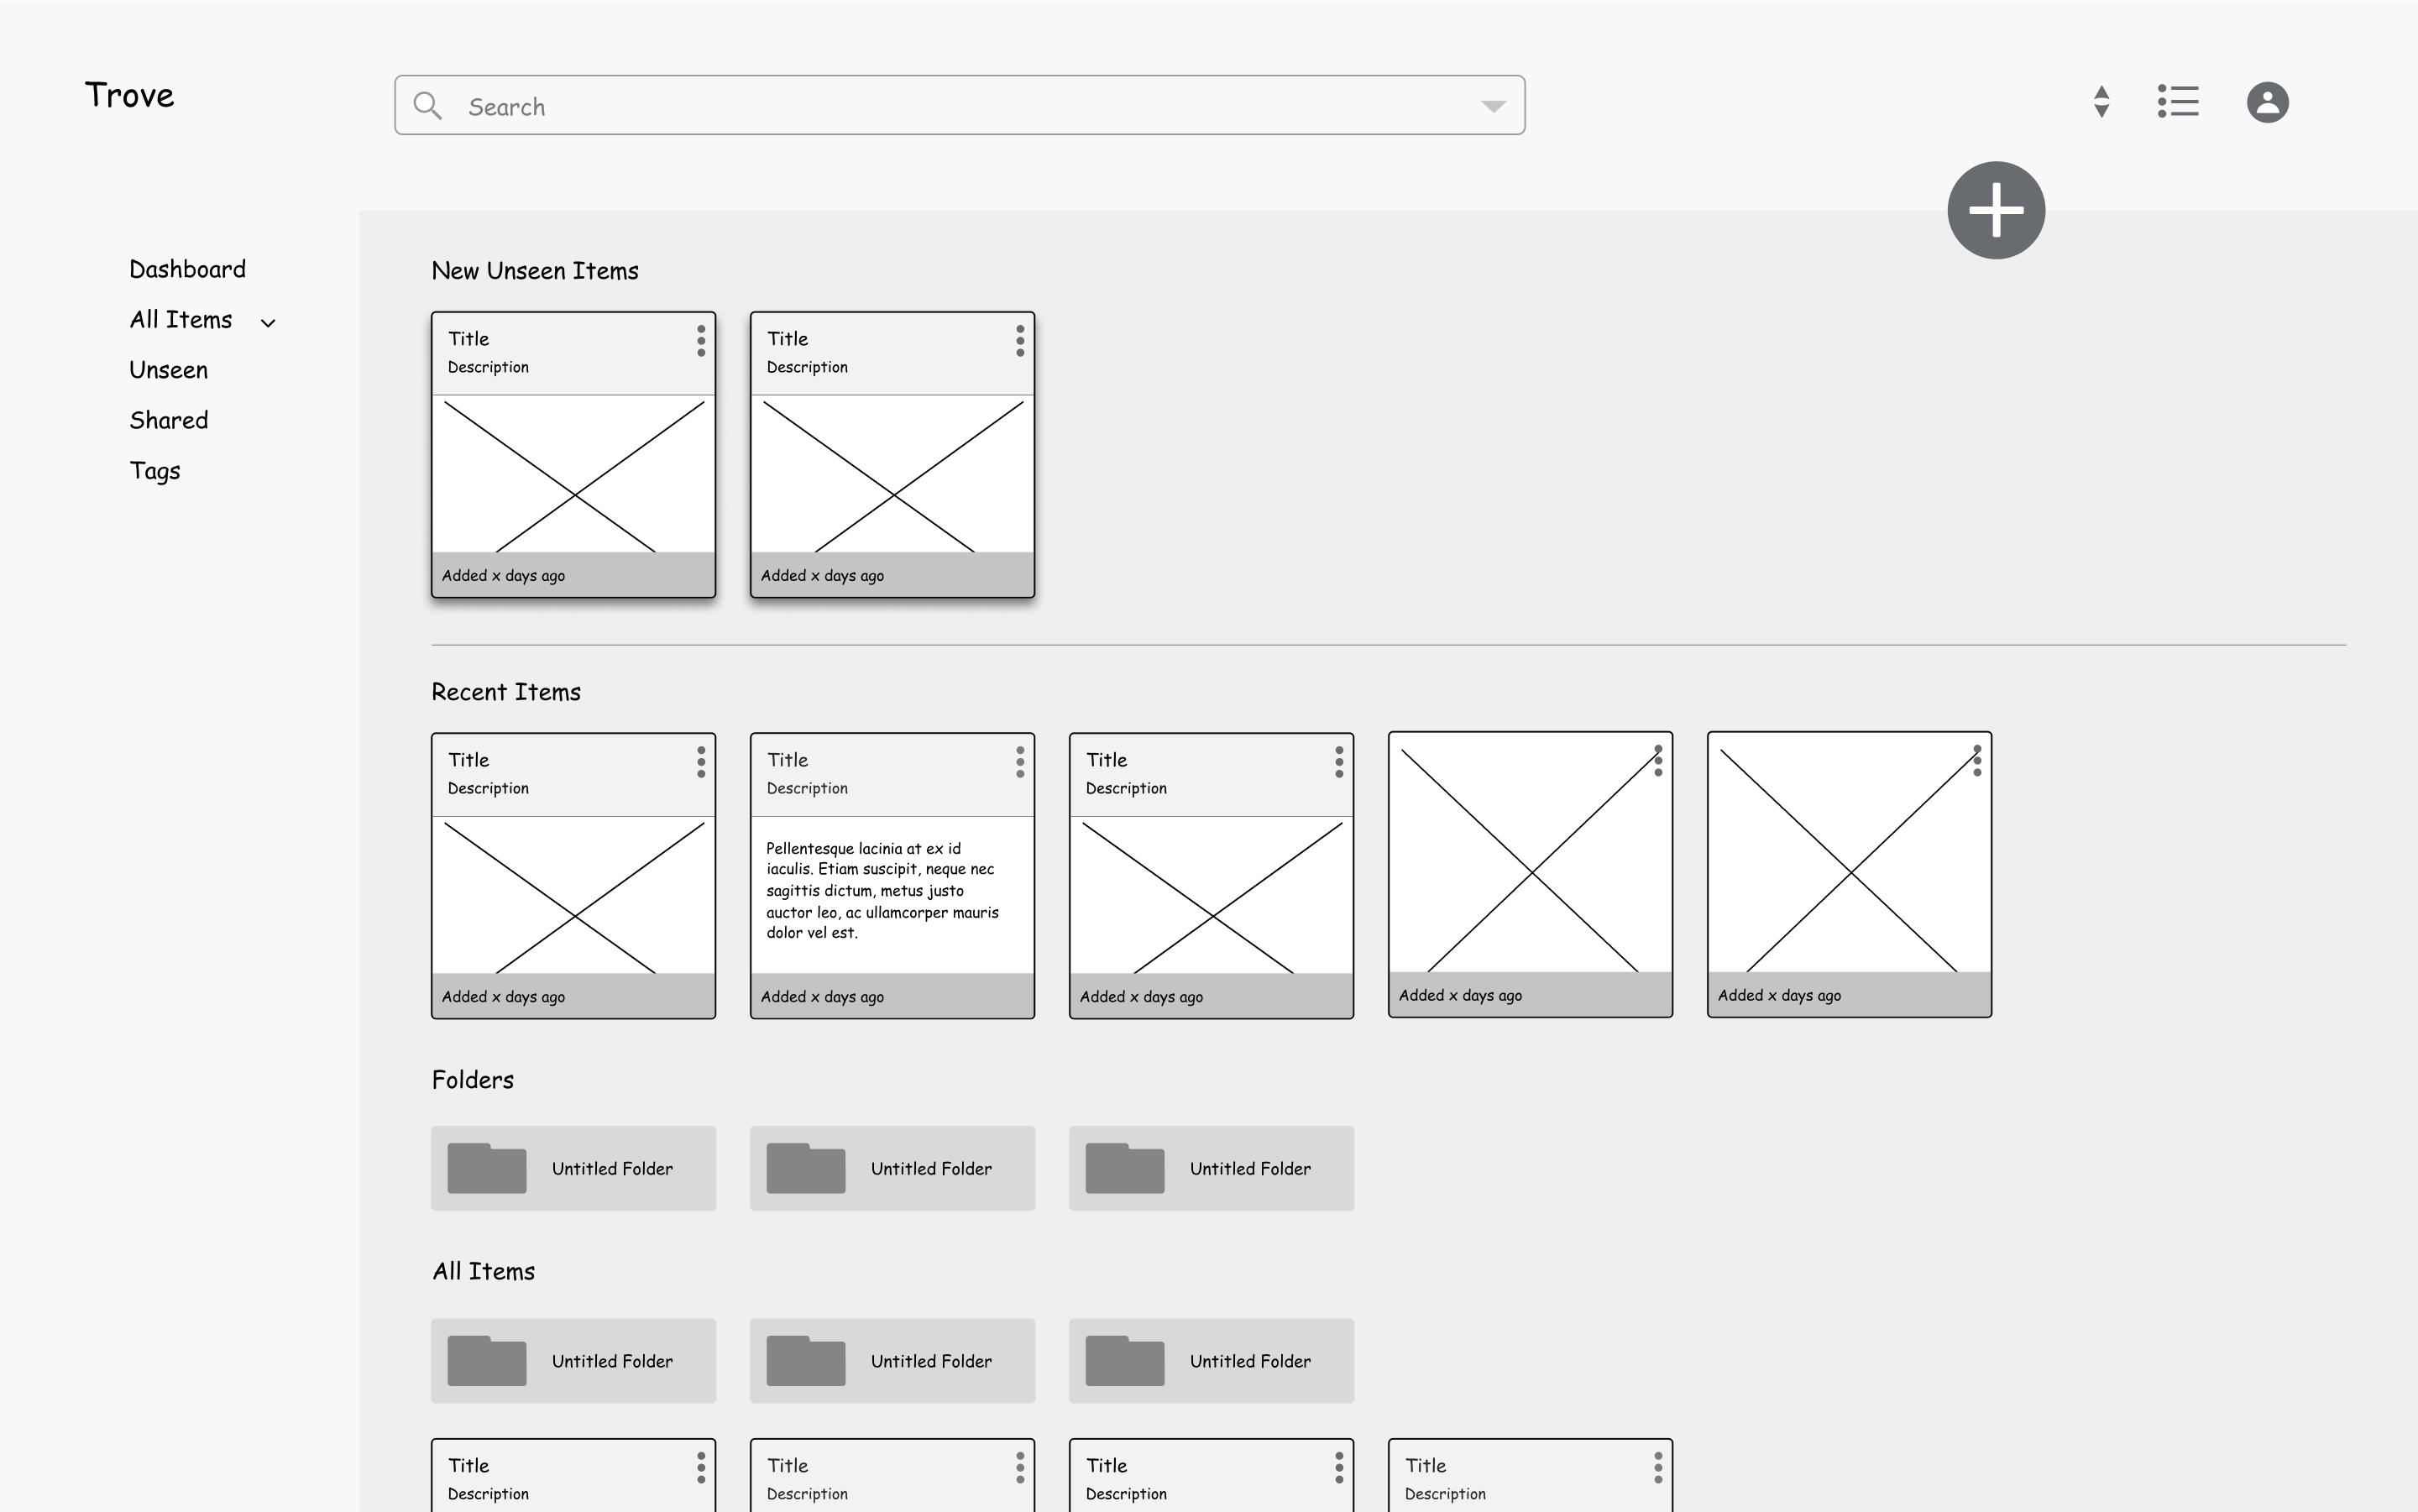 Trove
Search
Dashboard
All Items
Unseen
Shared
Tags
New Unseen Items
Title
Description
Added x days ago
Title
Description
Added x days ago
Recent Items
Title
Description
Added x days ago
Title
Description
Pellentesque lacinia at ex id
iaculis. Etiam suscipit, neque nec
sagittis dictum, metus justo
auctor leo, ac ullamcorper mauris
dolor vel est.
Added x days ago
Title
Description
Added x days ago
Added x days ago
Added x days ago
Folders
Untitled Folder
Untitled Folder
Untitled Folder
All Items
Untitled Folder
Untitled Folder
Untitled Folder
Title
Description
Title
Description
Title
Description
Title
Description